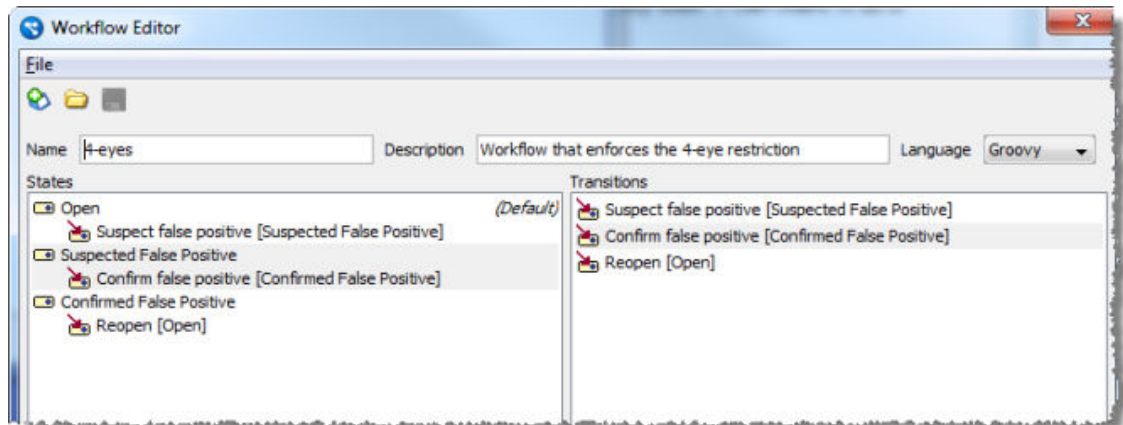 Workflow Editor
File
Name 4-eyes Description Workflow that enforces the 4-eye restriction Language Groovy
States Transitions
Open (Default)
Suspect false positive [Suspected False Positive]
Suspected False Positive
Confirm false positive [Confirmed False Positive]
Confirmed False Positive
Reopen [Open]
Suspect false positive [Suspected False Positive]
Confirm false positive [Confirmed False Positive]
Reopen [Open]